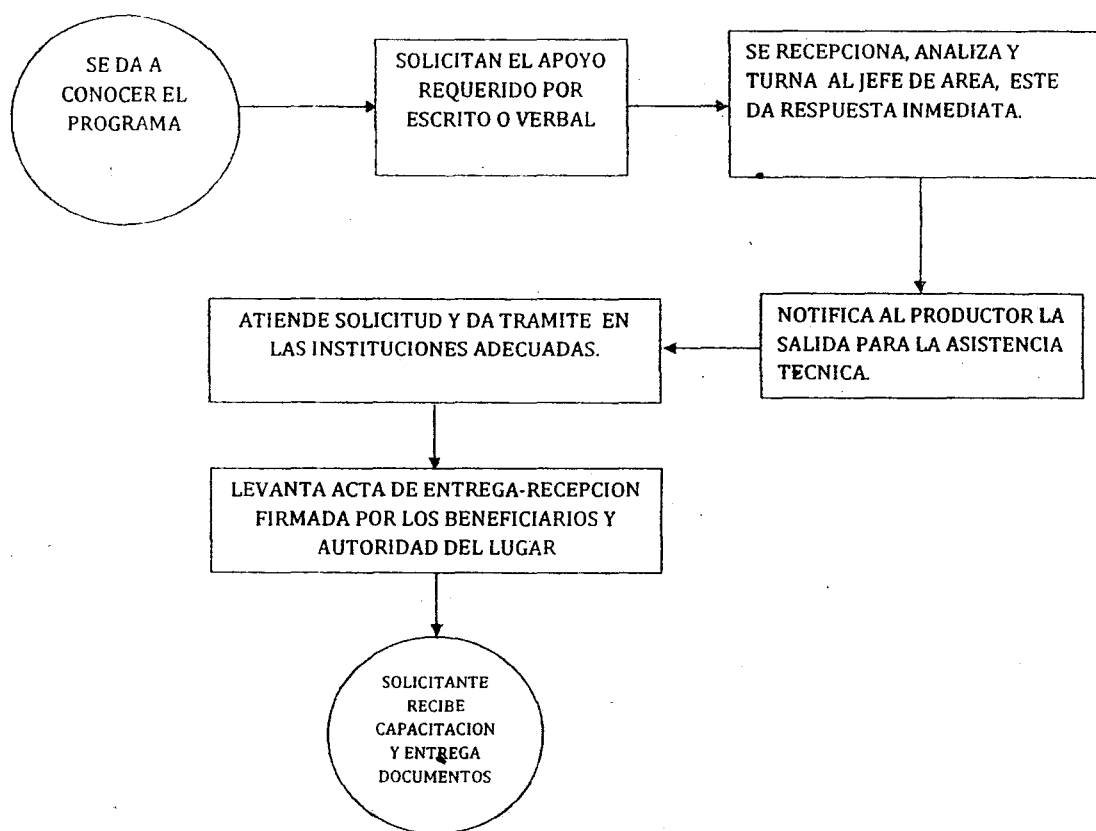 SE DA A
CONOCER EL
PROGRAMA
SOLICITAN EL APOYO
REQUERIDO POR
ESCRITO O VERBAL
SE RECEPCIONA, ANALIZA Y
TURNA AL JEFE DE AREA, ESTE
DA RESPUESTA INMEDIATA.
NOTIFICA AL PRODUCTOR LA
SALIDA PARA LA ASISTENCIA
TECNICA.
ATIENDE SOLICITUD Y DA TRAMITE EN
LAS INSTITUCIONES ADECUADAS.
LEVANTA ACTA DE ENTREGA-RECEPCION
FIRMADA POR LOS BENEFICIARIOS Y
AUTORIDAD DEL LUGAR
SOLICITANTE
RECIBE
CAPACITACION
Y ENTREGA
DOCUMENTOS